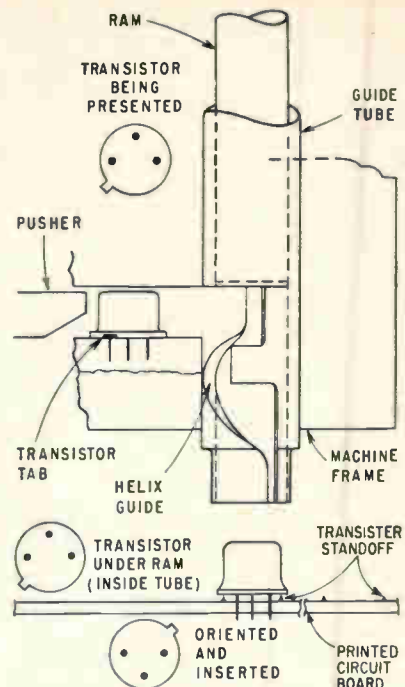 RAM
TRANSISTOR
BEING
PRESENTED
GUIDE
TUBE
PUSHER
TRANSISTOR
TAB
HELIX
GUIDE
MACHINE
FRAME
TRANSISTOR
UNDER RAM
(INSIDE TUBE)
TRANSISTER
STANDOFF
ORIENTED
AND
INSERTED
PRINTED
CIRCUIT
BOARD